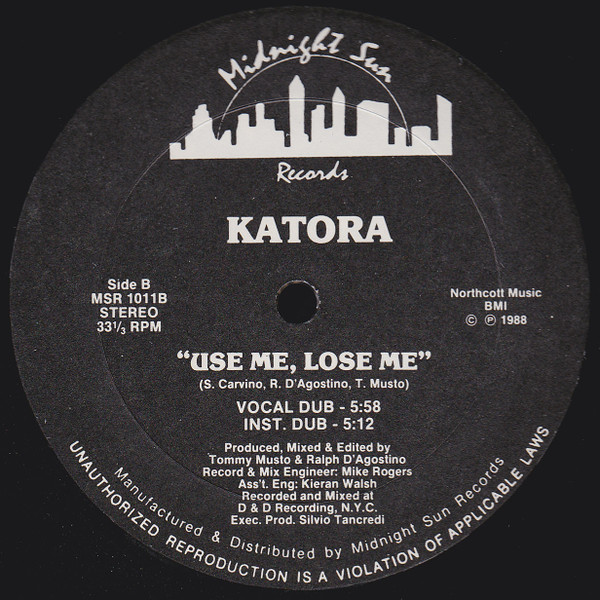 Midnight Sun
Records
KATORA
Side B
MSR 1011B
STEREO
33⅓ RPM
Northcott Music
BMI
© ℗ 1988
“USE ME, LOSE ME”
(S. Carvino, R. D'Agostino, T. Musto)
VOCAL DUB - 5:58
INST. DUB - 5:12
Produced, Mixed & Edited by
Tommy Musto & Ralph D'Agostino
Record & Mix Engineer: Mike Rogers
Ass't. Eng: Kieran Walsh
Recorded and Mixed at
D & D Recording, N.Y.C.
Exec. Prod. Silvio Tancredi
Manufactured & Distributed by Midnight Sun Records
UNAUTHORIZED REPRODUCTION IS A VIOLATION OF APPLICABLE LAWS